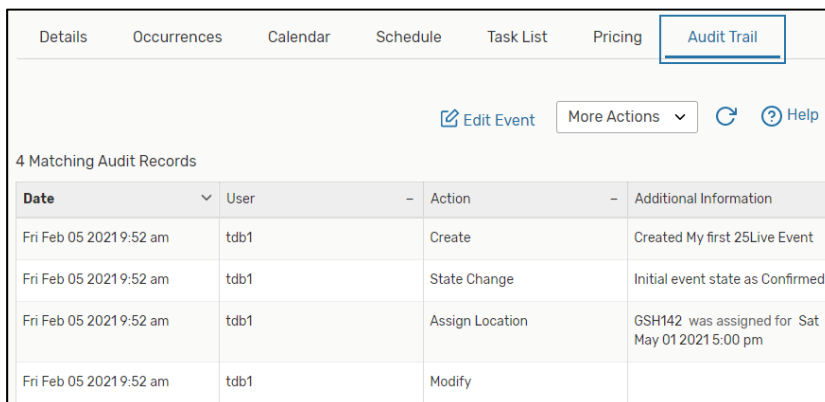 Details Occurrences Calendar Schedule Task List Pricing Audit Trail
Edit Event More Actions Help
4 Matching Audit Records
Date User – Action – Additional Information
Fri Feb 05 2021 9:52 am tdb1 Create Created My first 25Live Event
Fri Feb 05 2021 9:52 am tdb1 State Change Initial event state as Confirmed
Fri Feb 05 2021 9:52 am tdb1 Assign Location GSH142 was assigned for Sat
May 01 2021 5:00 pm
Fri Feb 05 2021 9:52 am tdb1 Modify